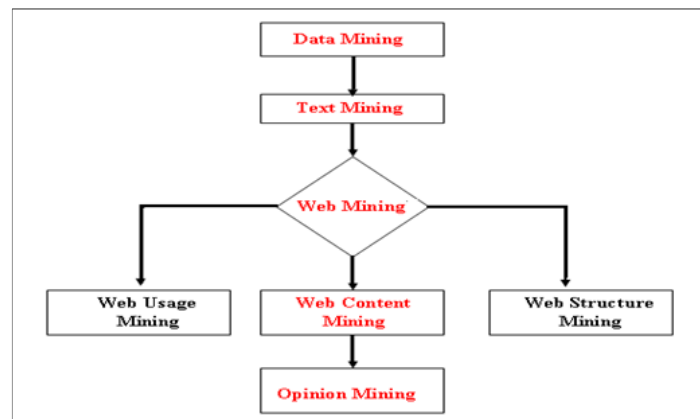 Data Mining
Text Mining
Web Mining
Web Usage
Mining
Web Content
Mining
Web Structure
Mining
Opinion Mining